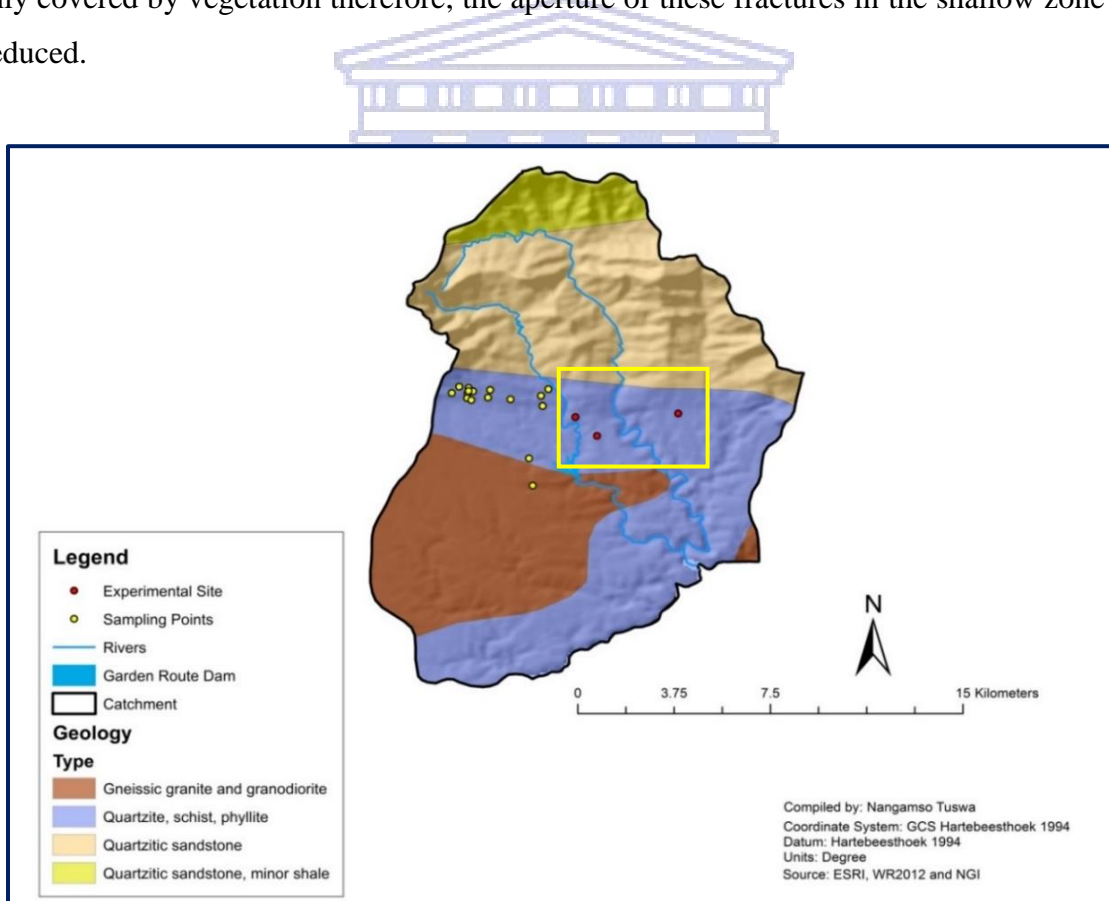 ly covered by vegetation therefore, the aperture of these fractures in the shallow zone
educed.
N
0 3.75 7.5 15 Kilometers
Legend
Experimental Site
Sampling Points
Rivers
Garden Route Dam
Catchment
Geology
Type
Gneissic granite and granodiorite
Quartzite, schist, phyllite
Quartzitic sandstone
Quartzitic sandstone, minor shale
Compiled by: Nangamso Tuswa
Coordinate System: GCS Hartebeesthoek 1994
Datum: Hartebeesthoek 1994
Units: Degree
Source: ESRI, WR2012 and NGI